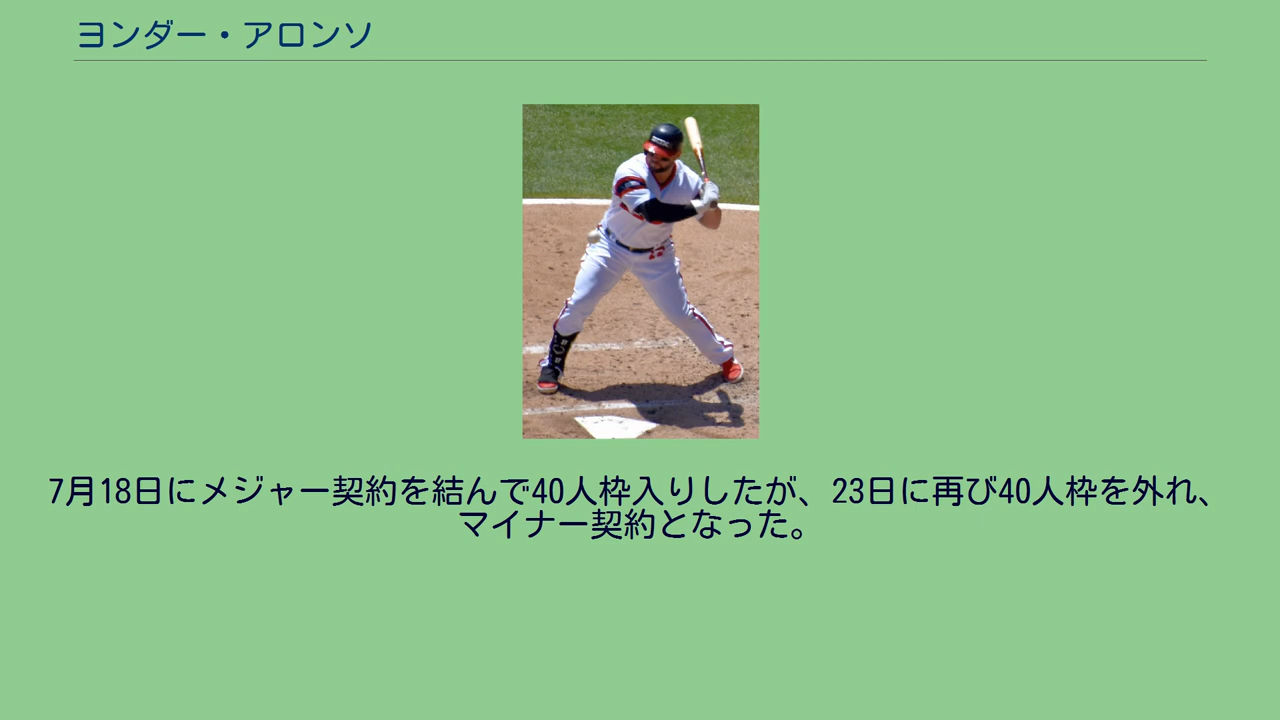 ヨンダー・アロンソ
7月18日にメジャー契約を結んで40人枠入りしたが、23日に再び40人枠を外れ、
マイナー契約となった。